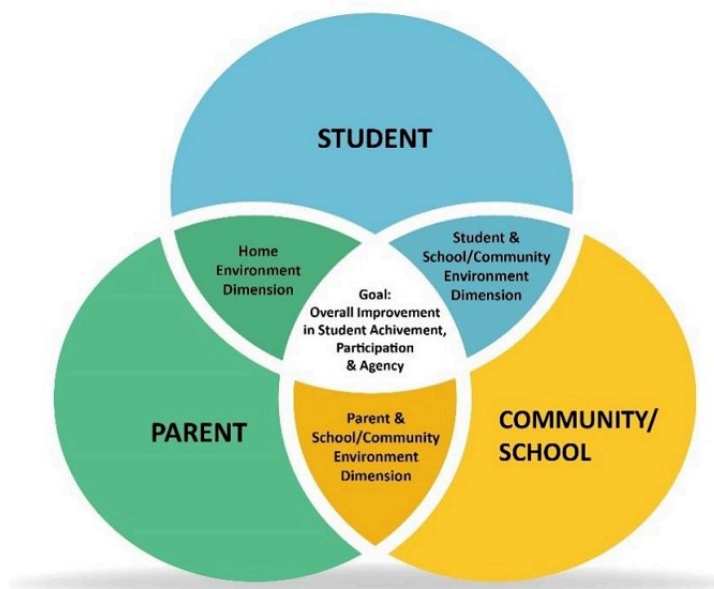 STUDENT
Home
Environment
Dimension
Student &
School/Community
Environment
Dimension
Goal:
Overall Improvement
in Student Achivement,
Participation
& Agency
PARENT
Parent &
School/Community
Environment
Dimension
COMMUNITY/
SCHOOL